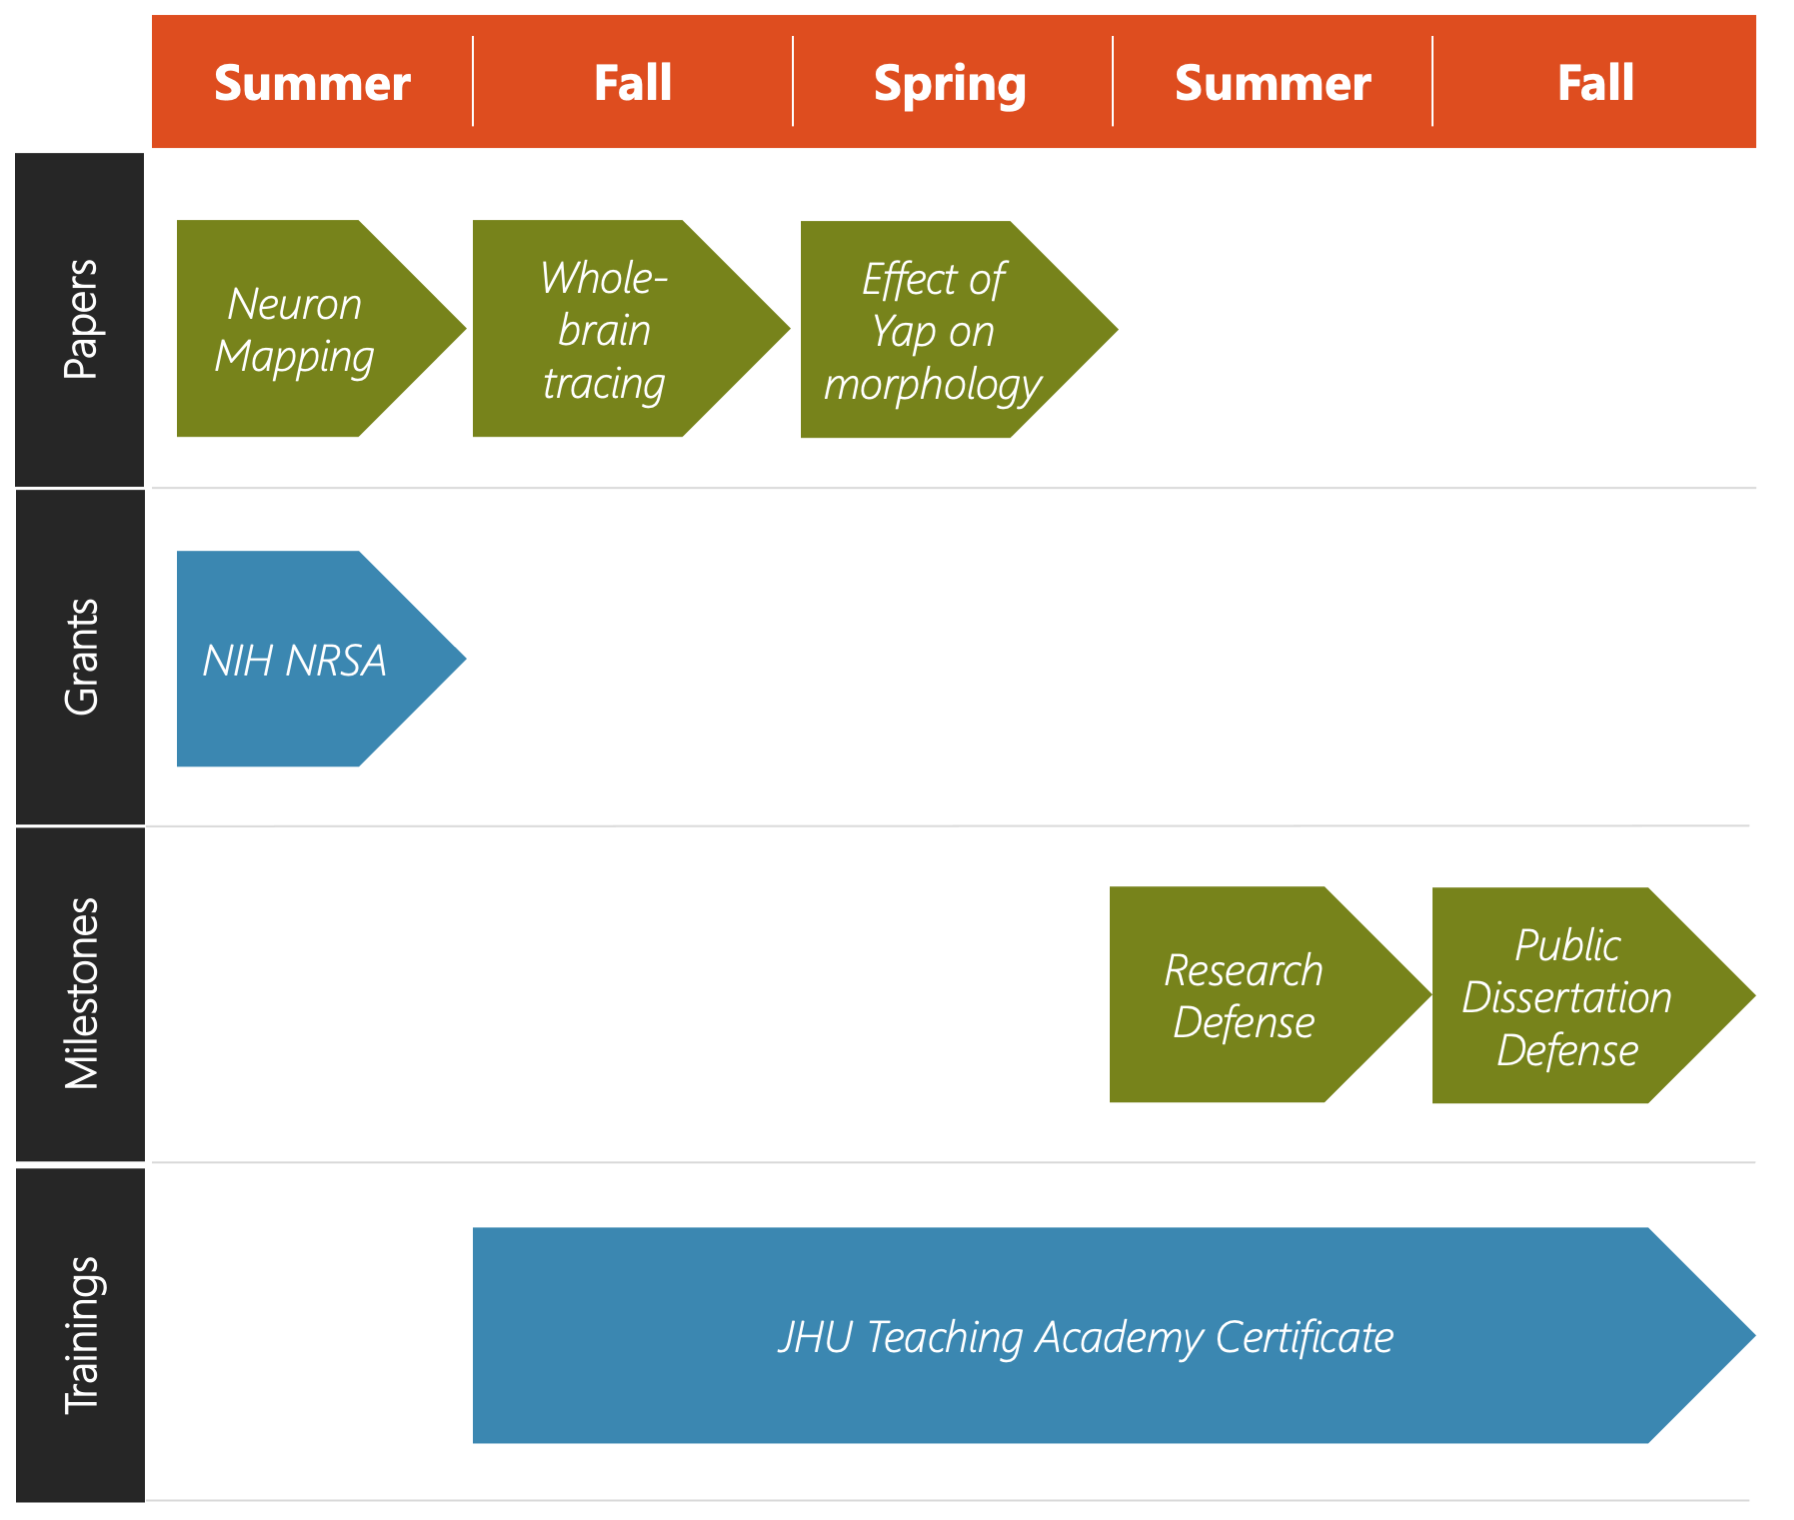 Summer Fall Spring Summer Fall
Papers
Neuron
Mapping
Whole-
brain
tracing
Effect of
Yap on
morphology
Grants
NIH NRSA
Milestones
Research
Defense
Public
Dissertation
Defense
Trainings
JHU Teaching Academy Certificate